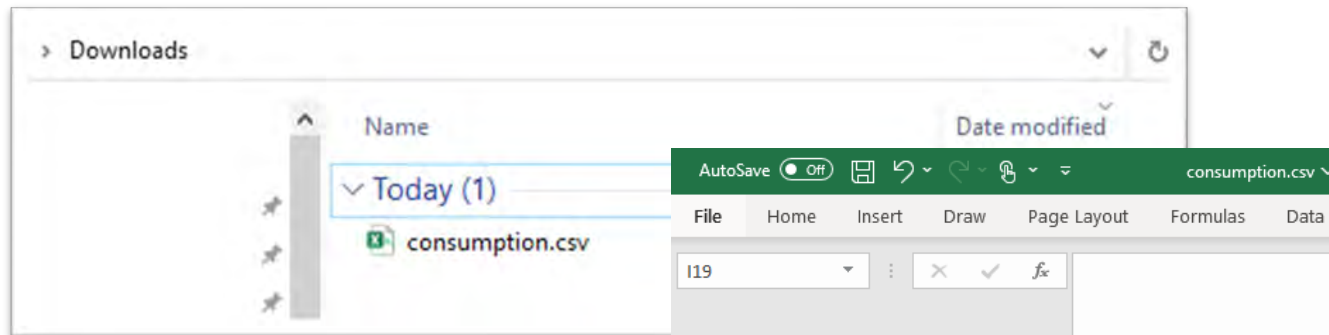 Downloads
Name
Date modified
Today (1)
consumption.csv
AutoSave Off consumption.csv
File Home Insert Draw Page Layout Formulas Data
I19 fx